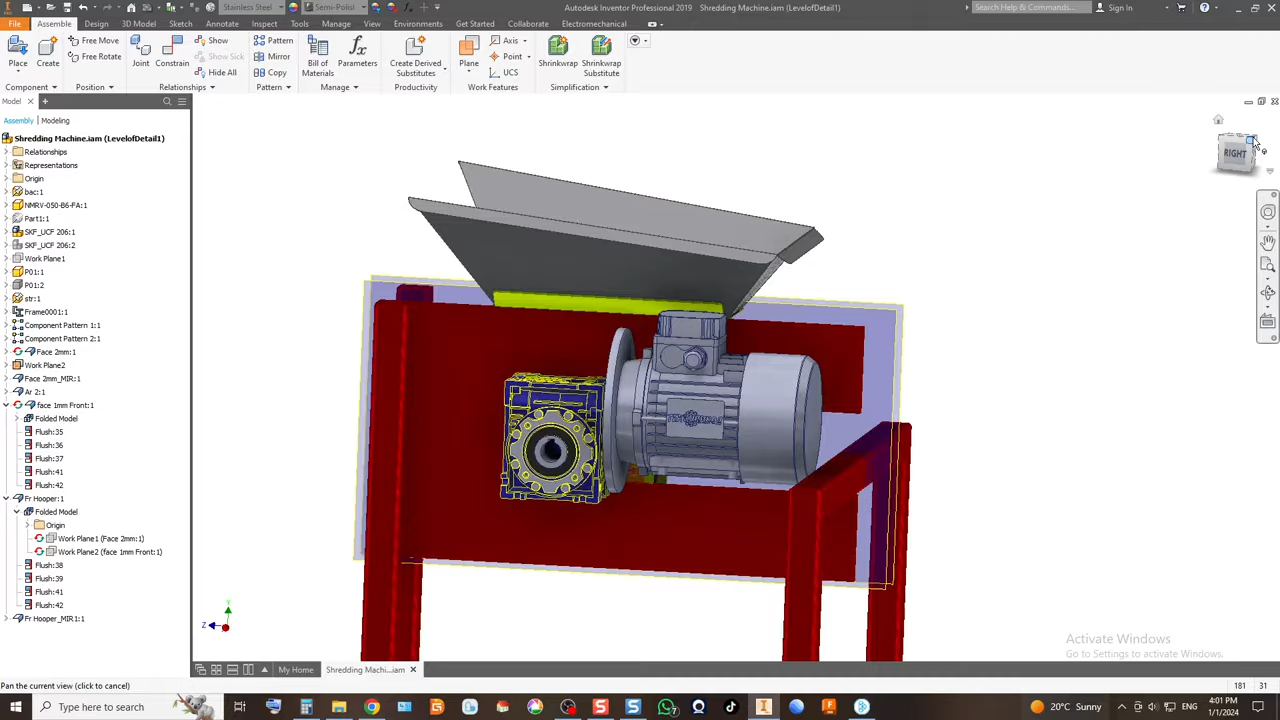 Stainless Steel
Semi-Polis
Autodesk Inventor Professional 2019
Shredding Machine.iam (LevelofDetail1)
Search Help & Commands...
Sign In
File
Assemble
Design
3D Model
Sketch
Annotate
Inspect
Tools
Manage
View
Environments
Get Started
Collaborate
Electromechanical
Place
Create
Free Move
Free Rotate
Joint
Constrain
Show
Show Sick
Hide All
Pattern
Mirror
Copy
Bill of
Materials
Parameters
Create Derived
Substitutes
Plane
Axis
Point
UCS
Shrinkwrap
Shrinkwrap
Substitute
Component
Position
Relationships
Pattern
Manage
Productivity
Work Features
Simplification
Model
Assembly
Modeling
Shredding Machine.iam (LevelofDetail1)
Relationships
Representations
Origin
bac:1
NMRV-050-B6-FA:1
Part1:1
SKF_UCF 206:1
SKF_UCF 206:2
Work Plane1
P01:1
P01:2
str:1
Frame0001:1
Component Pattern 1:1
Component Pattern 2:1
Face 2mm:1
Work Plane2
Face 2mm_MIR:1
Ar 2:1
face 1mm Front:1
Folded Model
Flush:35
Flush:36
Flush:37
Flush:41
Flush:42
Fr Hooper:1
Folded Model
Origin
Work Plane1 (Face 2mm:1)
Work Plane2 (face 1mm Front:1)
Flush:38
Flush:39
Flush:41
Flush:42
Fr Hooper_MIR1:1
RIGHT
Y
Z
Activate Windows
Go to Settings to activate Windows.
My Home
Shredding Machi...iam
Pan the current view (click to cancel)
181
31
Type here to search
20°C Sunny
4:01 PM
1/1/2024